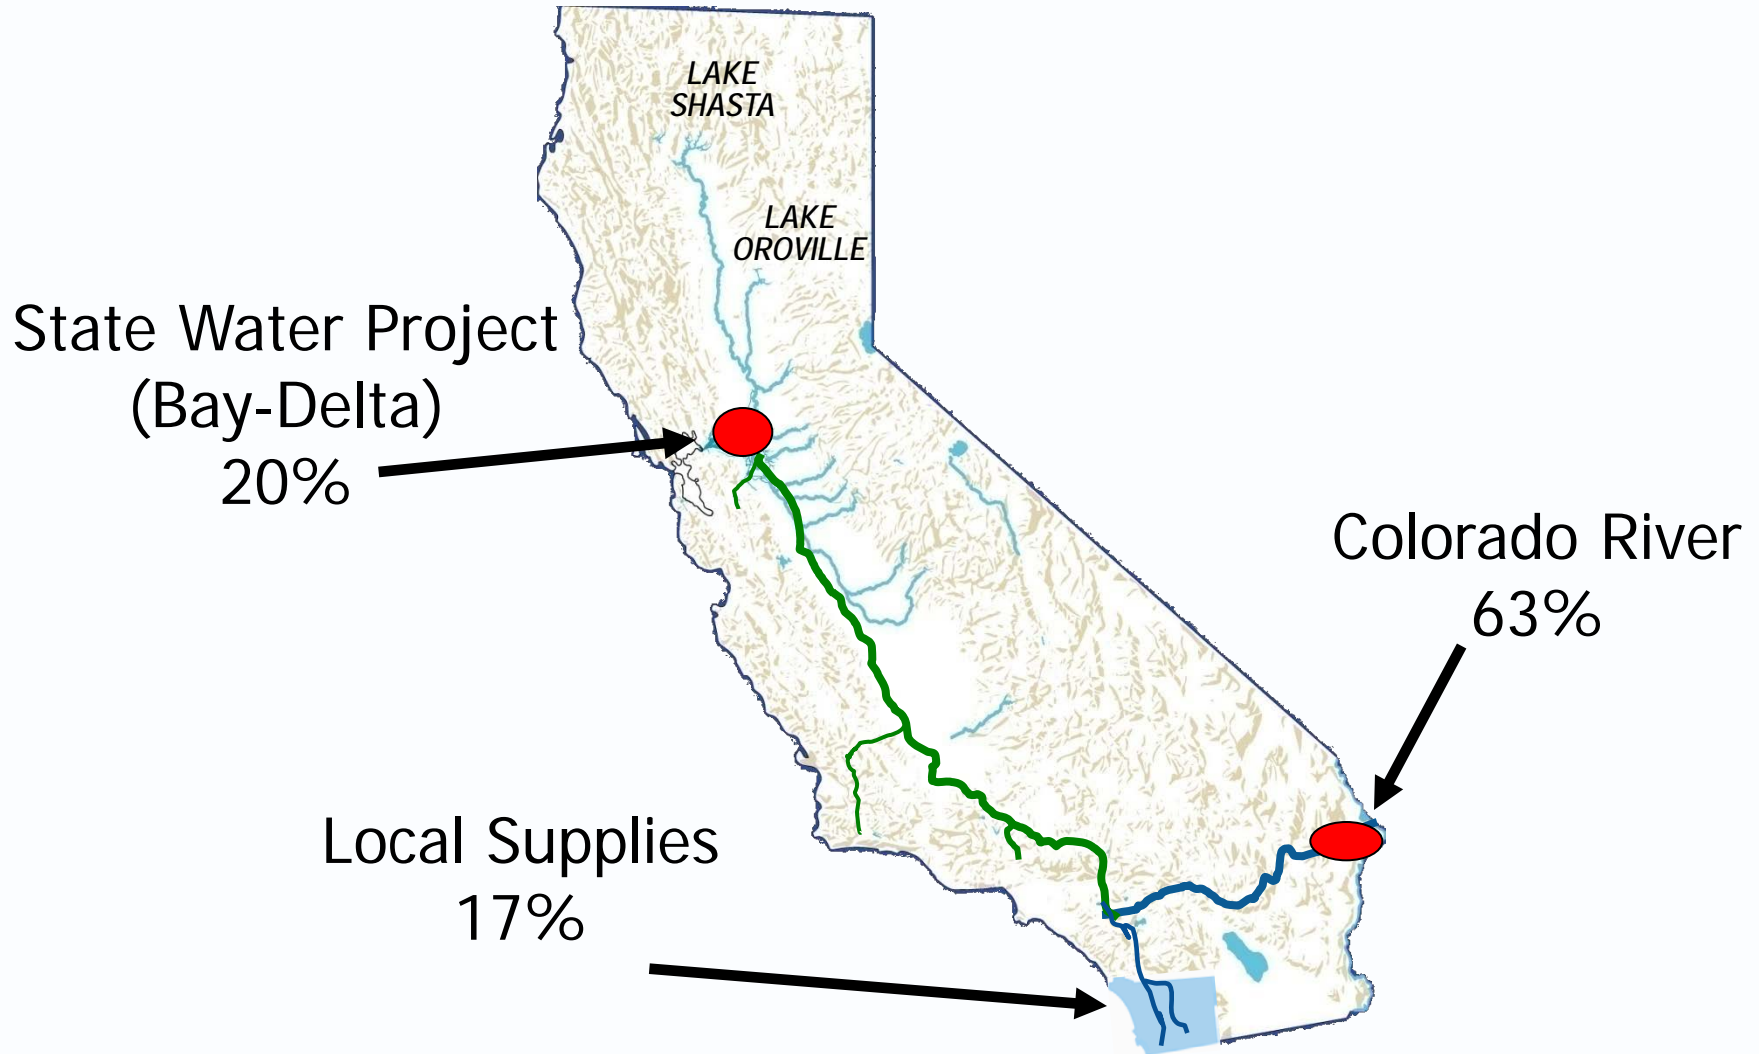 LAKE
SHASTA
LAKE
OROVILLE
State Water Project
(Bay-Delta)
20%
Colorado River
63%
Local Supplies
17%